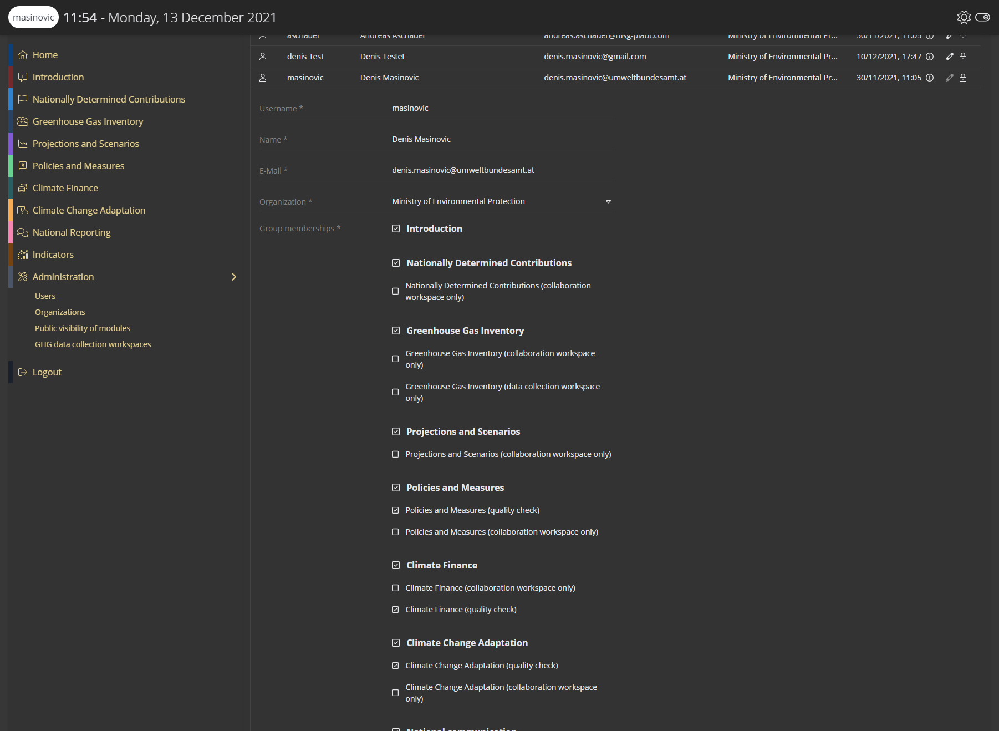 masinovic 11:54 - Monday, 13 December 2021
Home
Introduction
Nationally Determined Contributions
Greenhouse Gas Inventory
Projections and Scenarios
Policies and Measures
Climate Finance
Climate Change Adaptation
National Reporting
Indicators
Administration
Users
Organizations
Public visibility of modules
GHG data collection workspaces
Logout
aschauer Andreas Aschauer andreas.aschauer@msg-plaut.com Ministry of Environmental Pr... 30/11/2021, 11:05
denis_test Denis Testet denis.masinovic@gmail.com Ministry of Environmental Pr... 10/12/2021, 17:47
masinovic Denis Masinovic denis.masinovic@umweltbundesamt.at Ministry of Environmental Pr... 30/11/2021, 11:05
Username * masinovic
Name * Denis Masinovic
E-Mail * denis.masinovic@umweltbundesamt.at
Organization * Ministry of Environmental Protection
Group memberships * Introduction
Nationally Determined Contributions
Nationally Determined Contributions (collaboration
workspace only)
Greenhouse Gas Inventory
Greenhouse Gas Inventory (collaboration workspace
only)
Greenhouse Gas Inventory (data collection workspace
only)
Projections and Scenarios
Projections and Scenarios (collaboration workspace only)
Policies and Measures
Policies and Measures (quality check)
Policies and Measures (collaboration workspace only)
Climate Finance
Climate Finance (collaboration workspace only)
Climate Finance (quality check)
Climate Change Adaptation
Climate Change Adaptation (quality check)
Climate Change Adaptation (collaboration workspace
only)
National communication